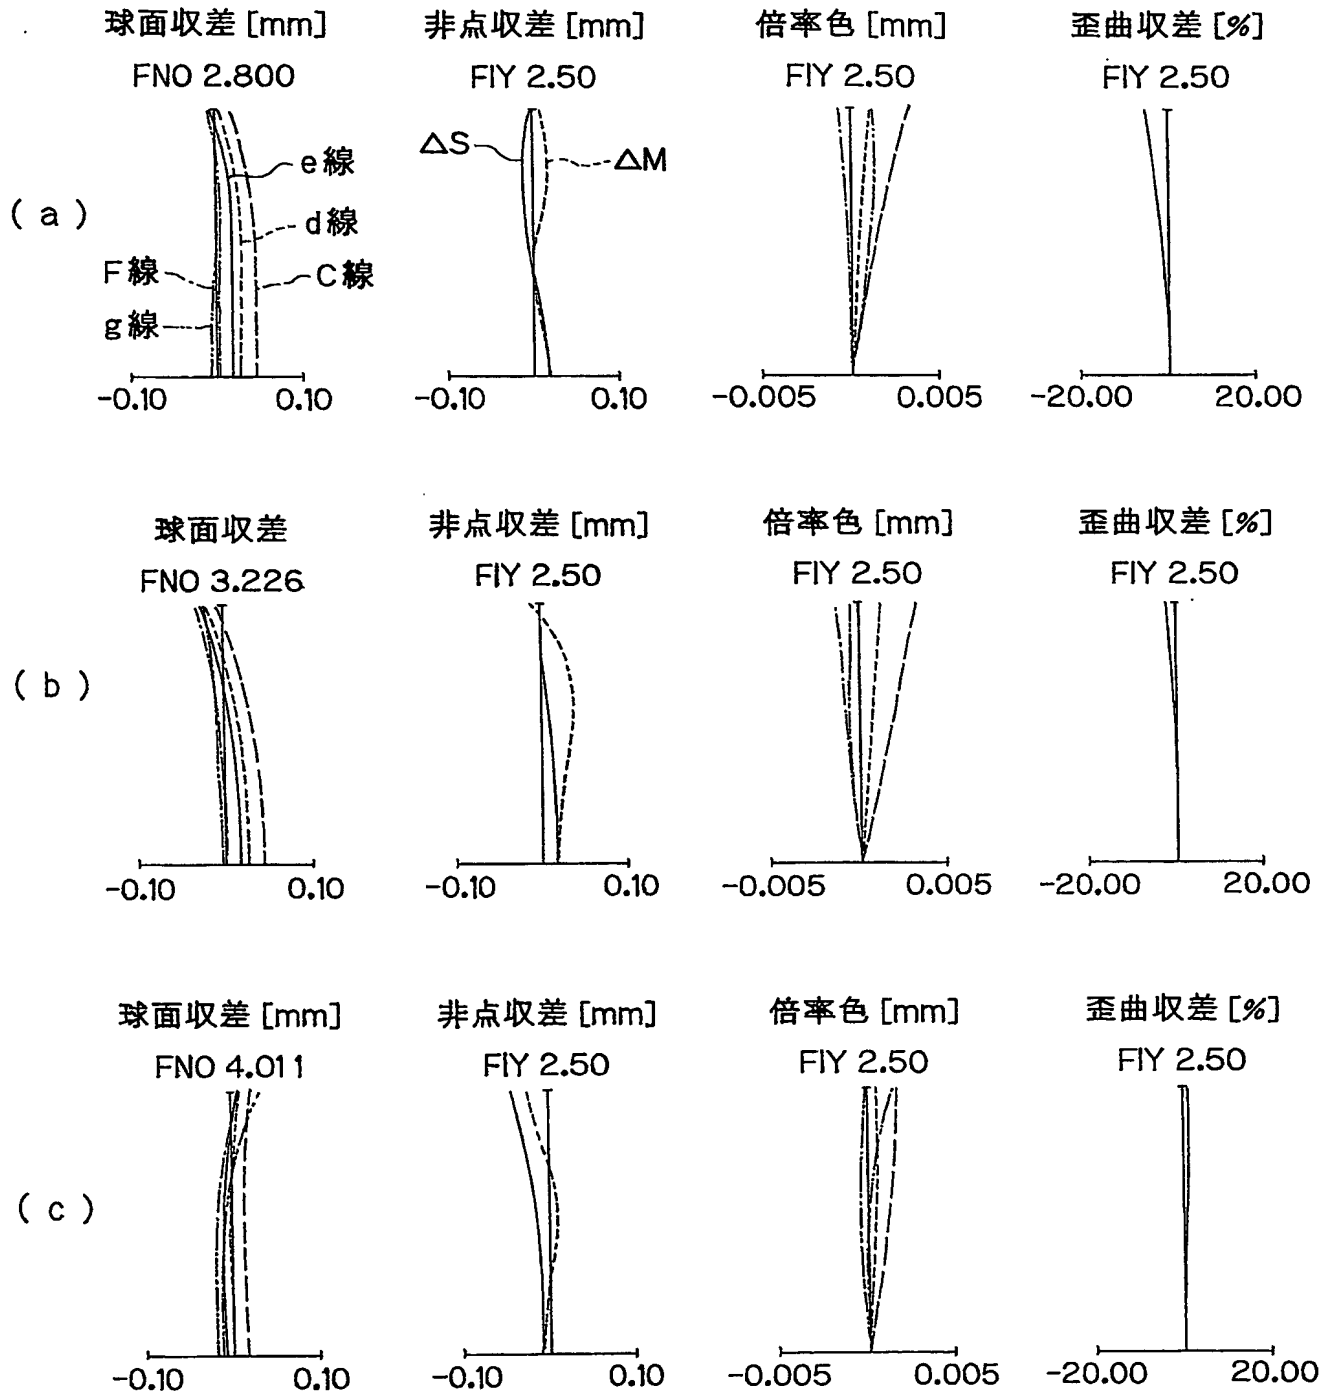 球面収差 [mm] 非点収差 [mm] 倍率色 [mm] 歪曲収差 [%]
FNO 2.800 FIY 2.50 FIY 2.50 FIY 2.50
△S △M
e線
(a)
d線
F線 C線
g線
-0.10 0.10 -0.10 0.10 -0.005 0.005 -20.00 20.00
球面収差 非点収差 [mm] 倍率色 [mm] 歪曲収差 [%]
FNO 3.226 FIY 2.50 FIY 2.50 FIY 2.50
(b)
-0.10 0.10 -0.10 0.10 -0.005 0.005 -20.00 20.00
球面収差 [mm] 非点収差 [mm] 倍率色 [mm] 歪曲収差 [%]
FNO 4.011 FIY 2.50 FIY 2.50 FIY 2.50
(c)
-0.10 0.10 -0.10 0.10 -0.005 0.005 -20.00 20.00